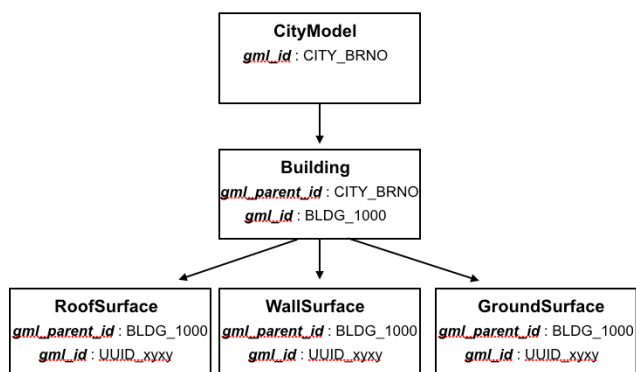 CityModel
gml_id : CITY_BRNO
Building
gml_parent_id : CITY_BRNO
gml_id : BLDG_1000
RoofSurface
gml_parent_id : BLDG_1000
gml_id : UUID_xyxy
WallSurface
gml_parent_id : BLDG_1000
gml_id : UUID_xyxy
GroundSurface
gml_parent_id : BLDG_1000
gml_id : UUID_xyxy